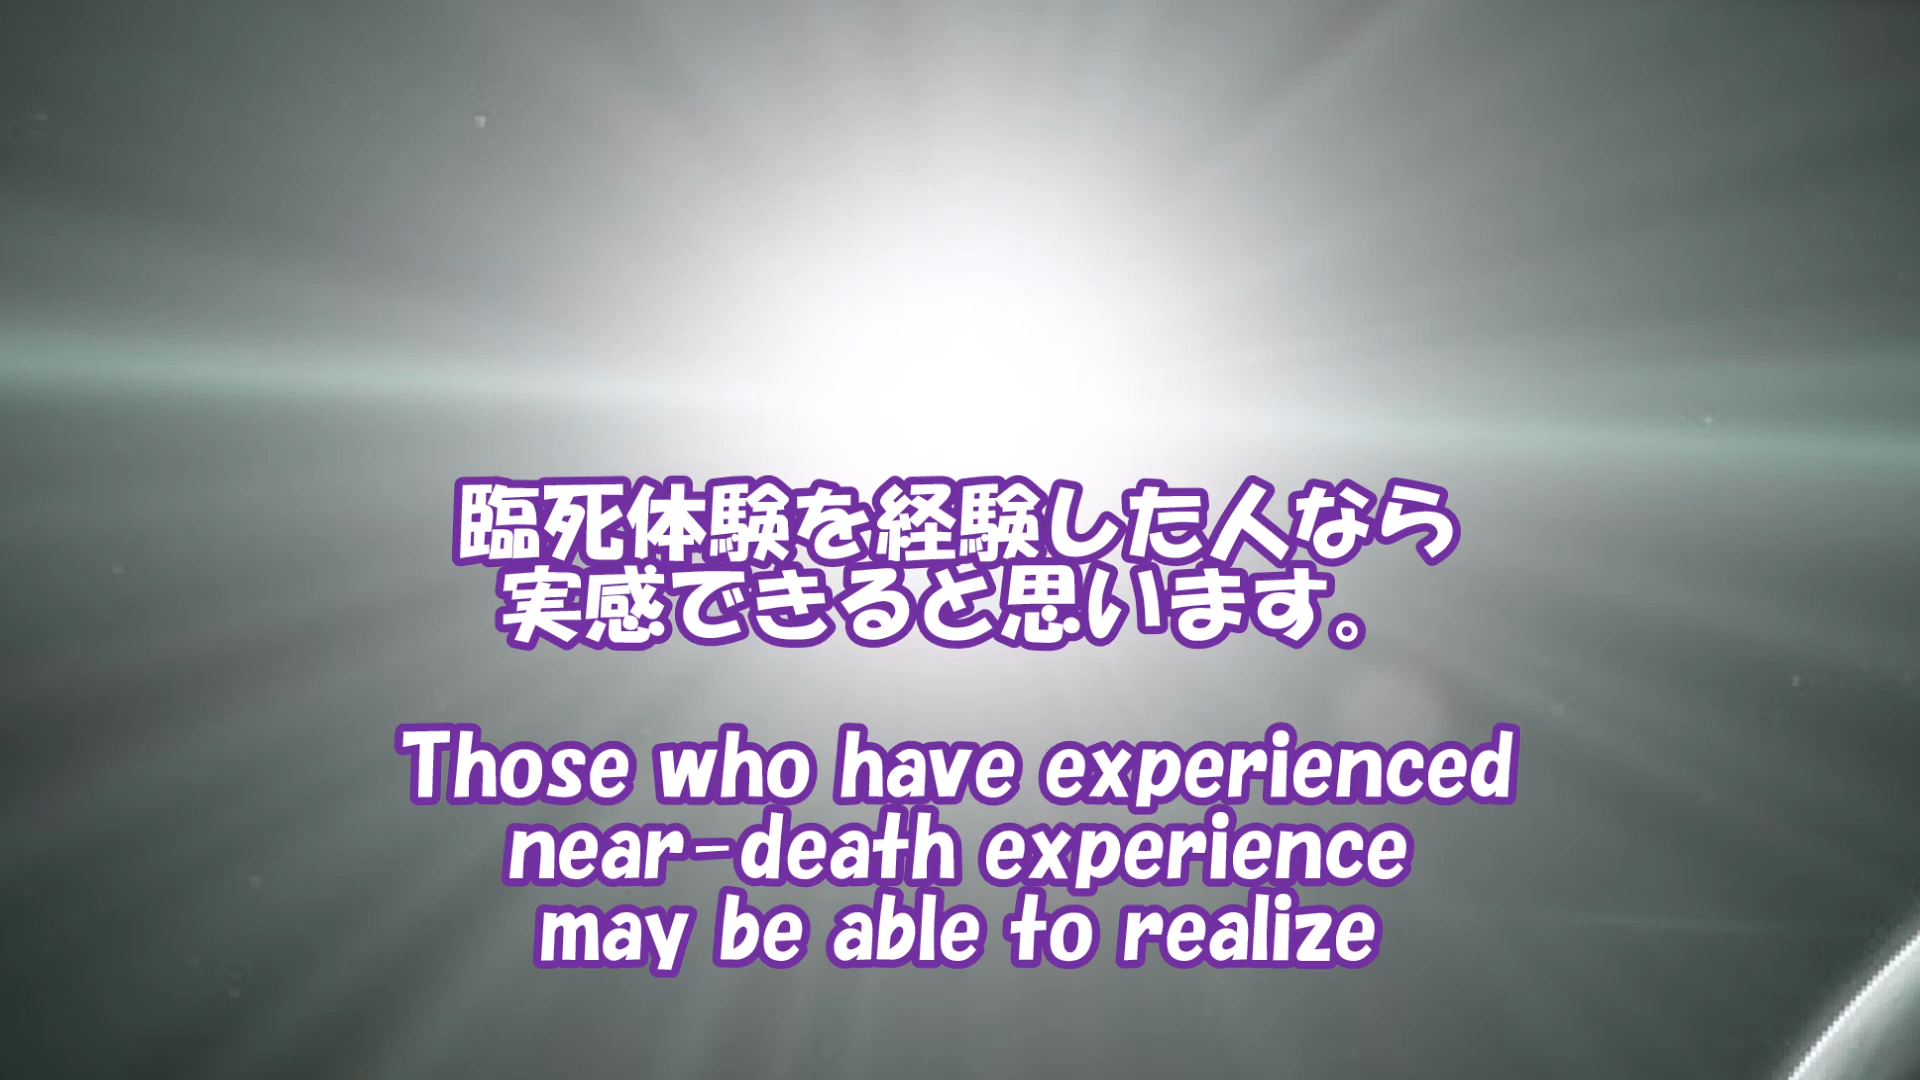 臨死体験を経験した人なら
実感できると思います。
Those who have experienced
near-death experience
may be able to realize